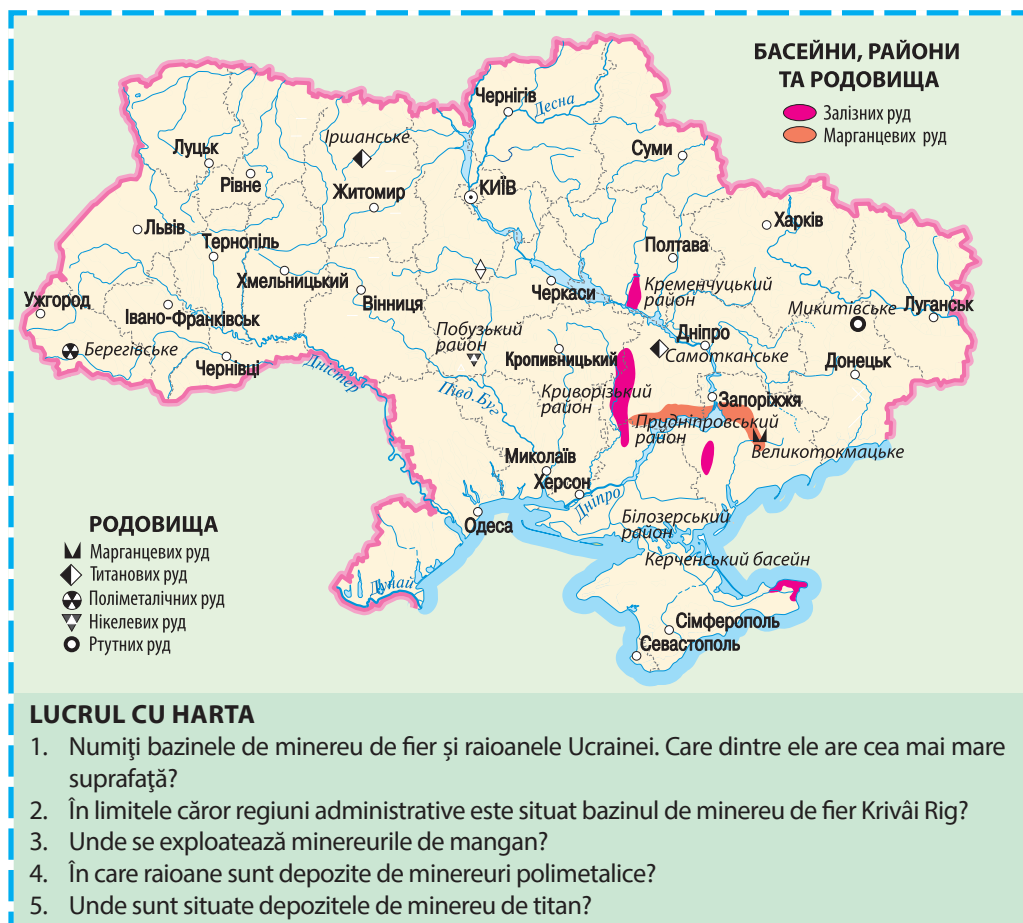 БАСЕЙНИ, РАЙОНИ
ТА РОДОВИЩА
Залізних руд
Марганцевих руд
Чернігів
Десна
Іршанське
Луцьк
Суми
Рівне
Житомир
КИЇВ
Львів
Харків
Тернопіль
Полтава
Хмельницький
Кременчуцький
район
Черкаси
Вінниця
Ужгород
Микитівське
Луганськ
Івано-Франківськ
Побузький
район
Дніпро
Берегівське
Кропивницький
Самотканське
Чернівці
Донецьк
Дністер
Півд. Буг
Криворізький
район
Запоріжжя
Придніпровський
район
Великотокмацьке
Миколаїв
Херсон
Дніпро
Одеса
Білозерський
район
Керченський басейн
Дунай
Сімферополь
Севастополь
РОДОВИЩА
Марганцевих руд
Титанових руд
Поліметалічних руд
Нікелевих руд
Ртутних руд
LUCRUL CU HARTA
1. Numiţi bazinele de minereu de fier și raioanele Ucrainei. Care dintre ele are cea mai mare
suprafaţă?
2. În limitele căror regiuni administrative este situat bazinul de minereu de fier Krivâi Rig?
3. Unde se exploatează minereurile de mangan?
4. În care raioane sunt depozite de minereuri polimetalice?
5. Unde sunt situate depozitele de minereu de titan?